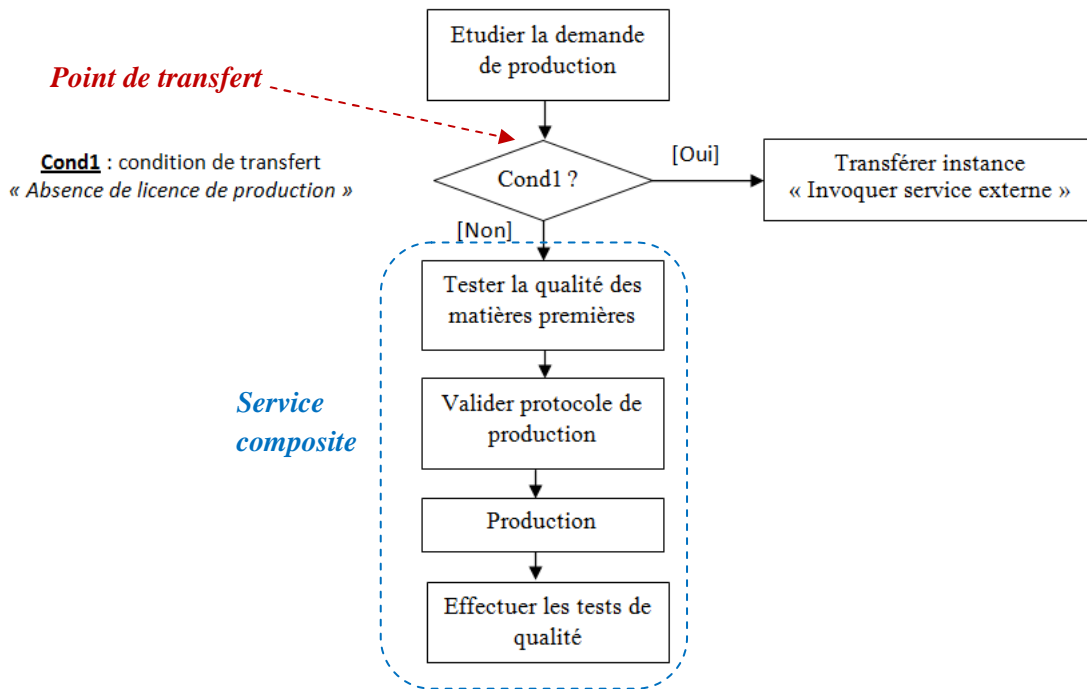 Etudier la demande
de production
Point de transfert
Cond1 : condition de transfert
« Absence de licence de production »
Cond1 ?
[Oui]
Transférer instance
« Invoquer service externe »
[Non]
Tester la qualité des
matières premières
Service
composite
Valider protocole de
production
Production
Effectuer les tests de
qualité